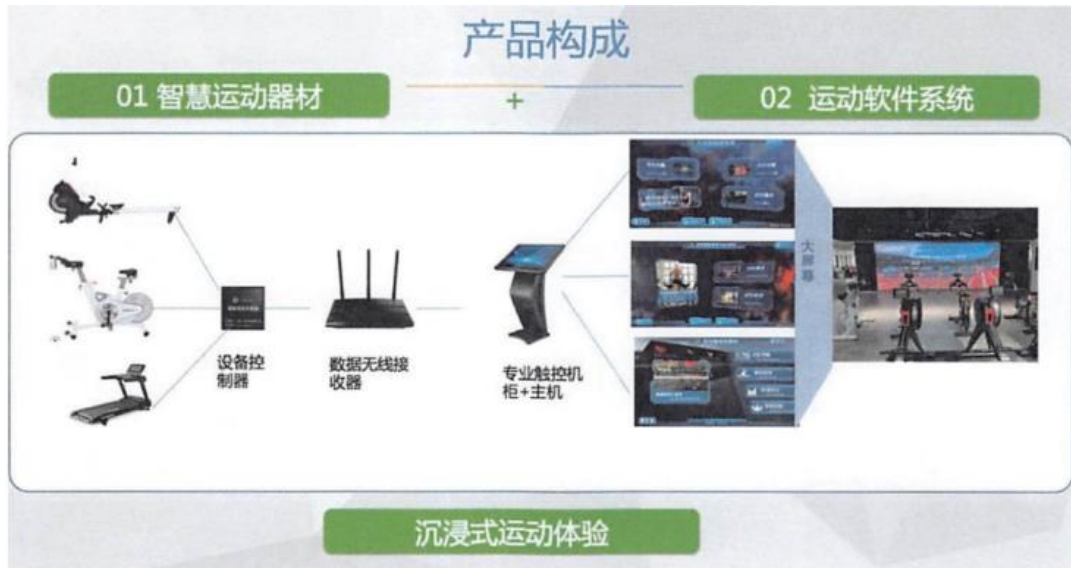 产品构成
01 智慧运动器材
+
02 运动软件系统
设备控
制器
数据无线接
收器
专业触控机
柜+主机
大屏幕
沉浸式运动体验